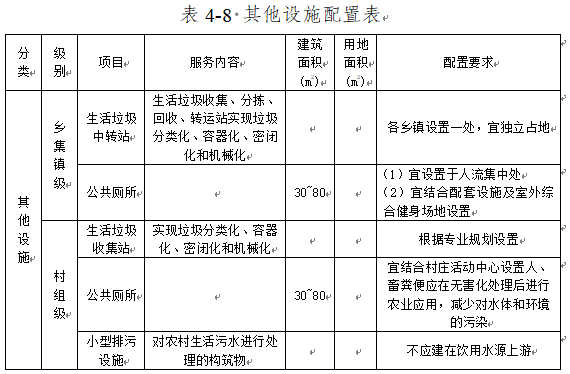 表 4-8·其他设施配置表
分类
级别
项目
服务内容
建筑面积(㎡)
用地面积(㎡)
配置要求
其他设施
乡集镇级
生活垃圾
中转站
生活垃圾收集、分拣、
回收、转运站实现垃圾
分类化、容器化、密闭
化和机械化
各乡镇设置一处，宜独立占地
公共厕所
30~80
（1）宜设置于人流集中处
（2）宜结合配套设施及室外综
合健身场地设置
村组级
生活垃圾
收集站
实现垃圾分类化、容器
化、密闭化和机械化
根据专业规划设置
公共厕所
30~80
宜结合村庄活动中心设置人、
畜粪便应在无害化处理后进行
农业应用，减少对水体和环境
的污染
小型排污
设施
对农村生活污水进行处
理的构筑物
不应建在饮用水源上游